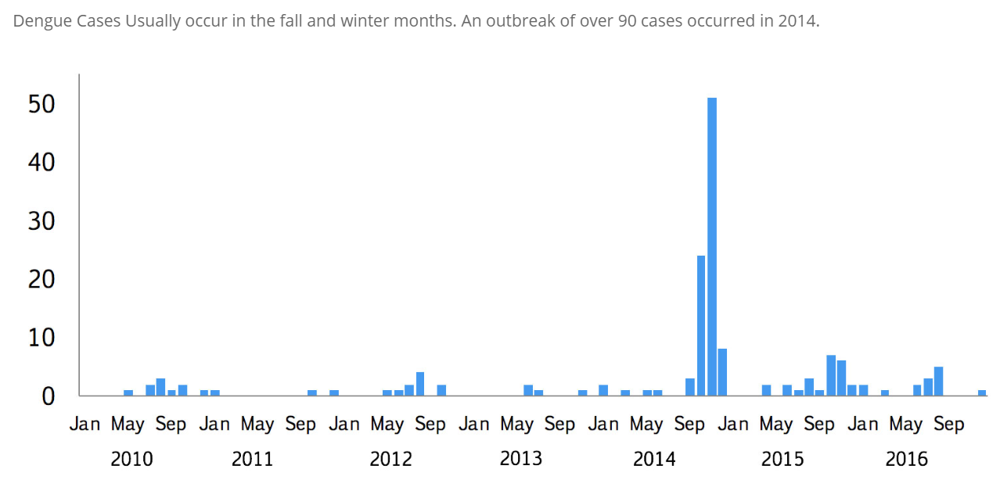 Dengue Cases Usually occur in the fall and winter months. An outbreak of over 90 cases occurred in 2014.
50
40
30
20
10
0
Jan May Sep Jan May Sep Jan May Sep Jan May Sep Jan May Sep Jan May Sep Jan May Sep
2010 2011 2012 2013 2014 2015 2016